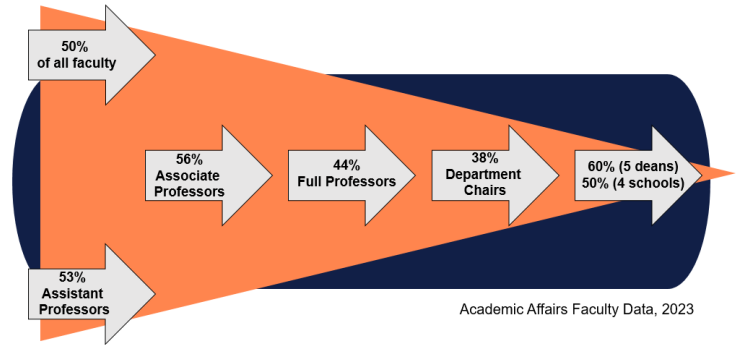 50%
of all faculty
56%
Associate
Professors
44%
Full Professors
38%
Department
Chairs
60% (5 deans)
50% (4 schools)
53%
Assistant
Professors
Academic Affairs Faculty Data, 2023